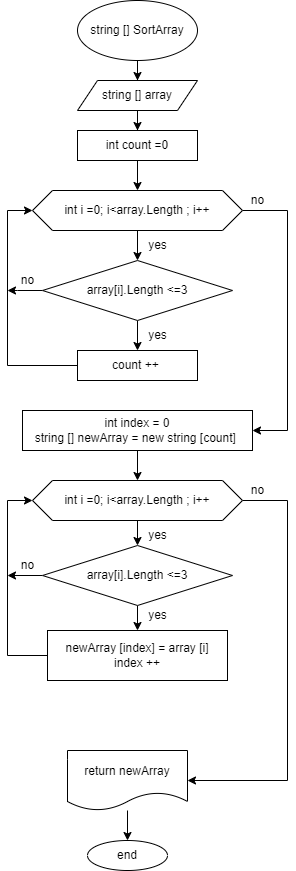 string [] SortArray
string [] array
int count =0
int i =0; i<array.Length ; i++
no
yes
array[i].Length <=3
no
yes
count ++
int index = 0
string [] newArray = new string [count]
int i =0; i<array.Length ; i++
no
yes
array[i].Length <=3
no
yes
newArray [index] = array [i]
index ++
return newArray
end